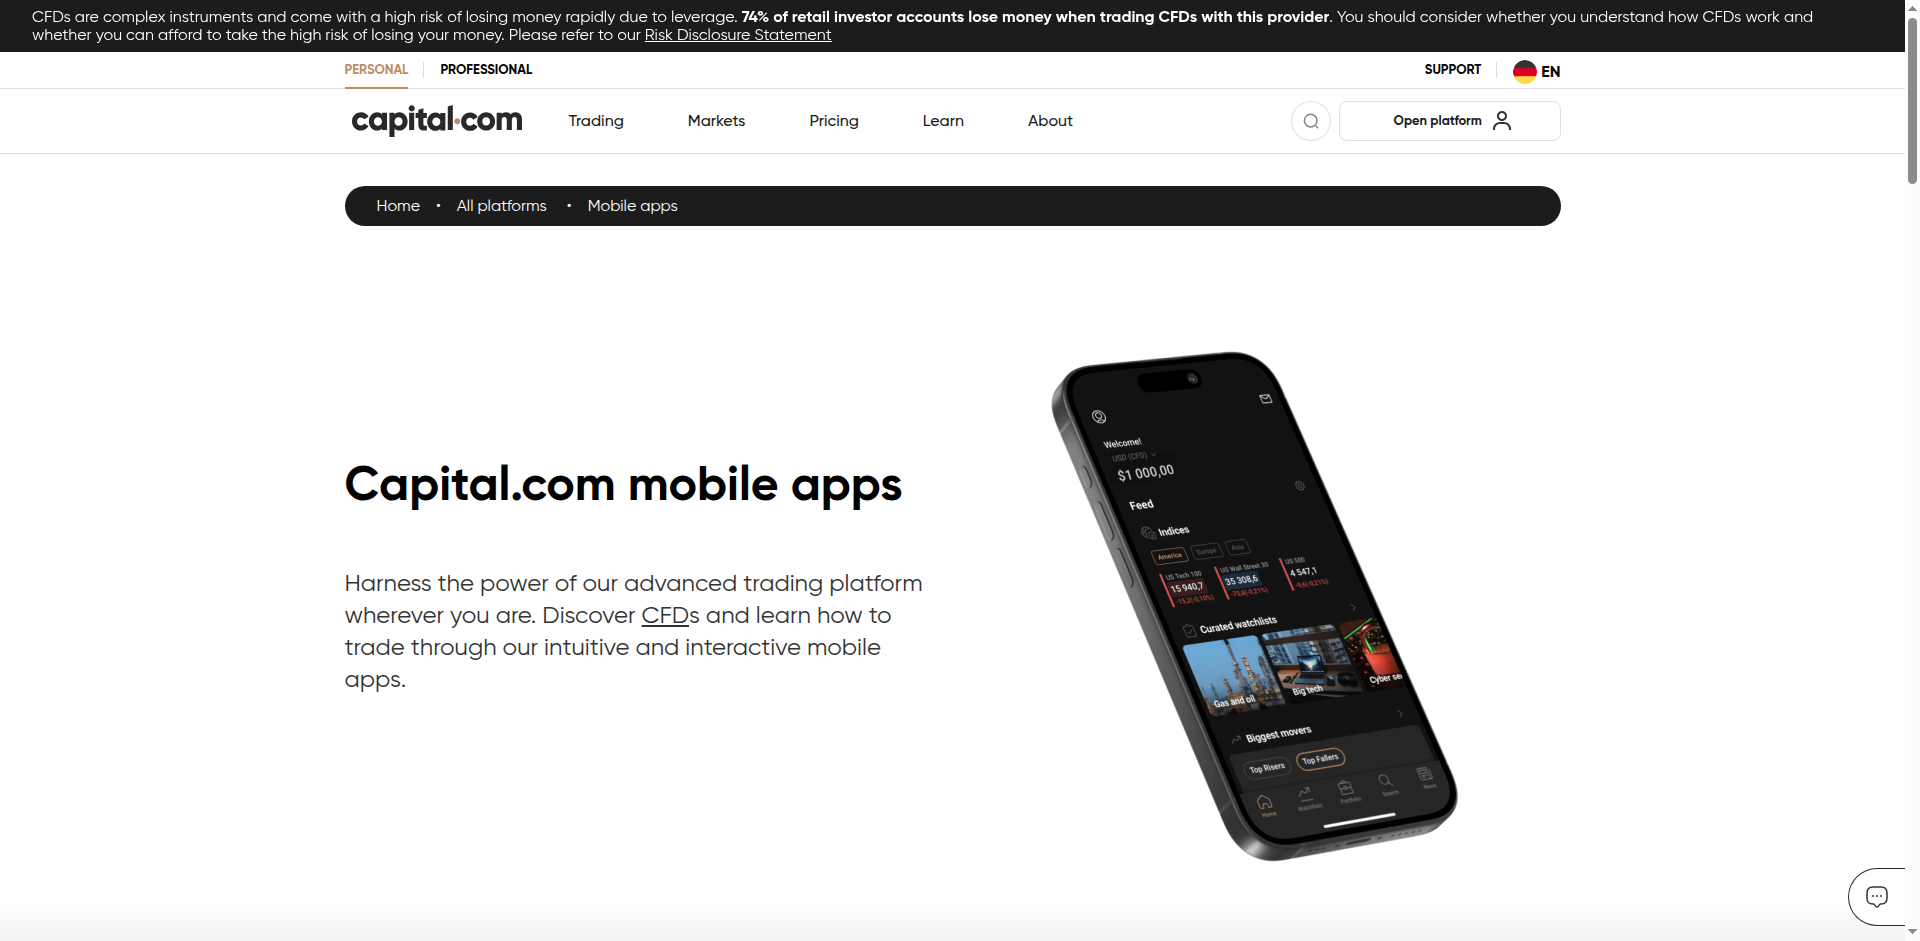 CFDs are complex instruments and come with a high risk of losing money rapidly due to leverage. 74% of retail investor accounts lose money when trading CFDs with this provider. You should consider whether you understand how CFDs work and
whether you can afford to take the high risk of losing your money. Please refer to our Risk Disclosure Statement
PERSONAL PROFESSIONAL SUPPORT EN
capital.com Trading Markets Pricing Learn About Open platform
Home • All platforms • Mobile apps
Capital.com mobile apps
Harness the power of our advanced trading platform
wherever you are. Discover CFDs and learn how to
trade through our intuitive and interactive mobile
apps.
Welcome!
USD (CFD)
$1 000,00
Feed
Indices
America Europe Asia
US Tech 100 US Wall Street 30 US 500
15 940,7 35 308,6 4 547,1
-15,2(-0,10%) -75,8(-0,21%) -9,6(-0,21%)
Curated watchlists
Gas and oil Big tech Cyber sec
Biggest movers
Top Risers Top Fallers
Home Watchlists Portfolio Search News